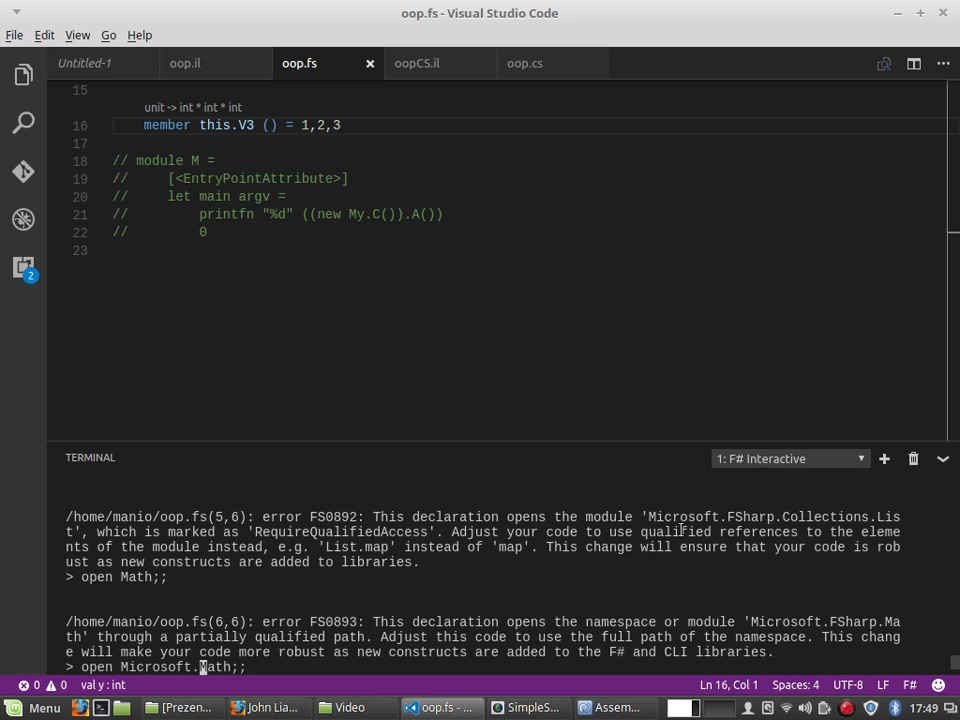 oop.fs - Visual Studio Code
File Edit View Go Help
Untitled-1 oop.il oop.fs oopCS.il oop.cs
15
unit -> int * int * int
16 member this.V3 () = 1,2,3
17
18 // module M =
19 // [<EntryPointAttribute>]
20 // let main argv =
21 // printfn "%d" ((new My.C()).A())
22 // 0
23
2
TERMINAL 1: F# Interactive
/home/manio/oop.fs(5,6): error FS0892: This declaration opens the module 'Microsoft.FSharp.Collections.Lis
t', which is marked as 'RequireQualifiedAccess'. Adjust your code to use qualified references to the eleme
nts of the module instead, e.g. 'List.map' instead of 'map'. This change will ensure that your code is rob
ust as new constructs are added to libraries.
> open Math;;
/home/manio/oop.fs(6,6): error FS0893: This declaration opens the namespace or module 'Microsoft.FSharp.Ma
th' through a partially qualified path. Adjust this code to use the full path of the namespace. This chang
e will make your code more robust as new constructs are added to the F# and CLI libraries.
> open Microsoft.Math;;
0 0 val y : int Ln 16, Col 1 Spaces: 4 UTF-8 LF F#
Menu [Prezen... John Lia... Video oop.fs - ... SimpleS... Assem... 17:49